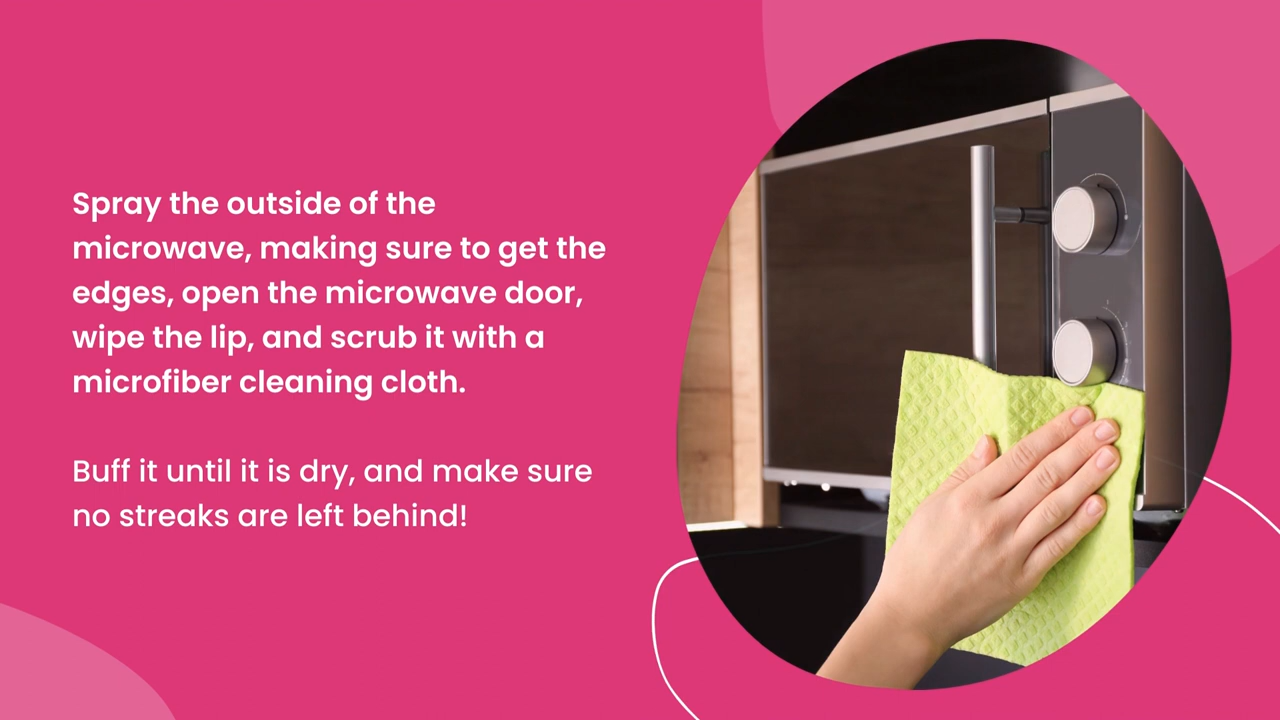 Spray the outside of the
microwave, making sure to get the
edges, open the microwave door,
wipe the lip, and scrub it with a
microfiber cleaning cloth.
Buff it until it is dry, and make sure
no streaks are left behind!